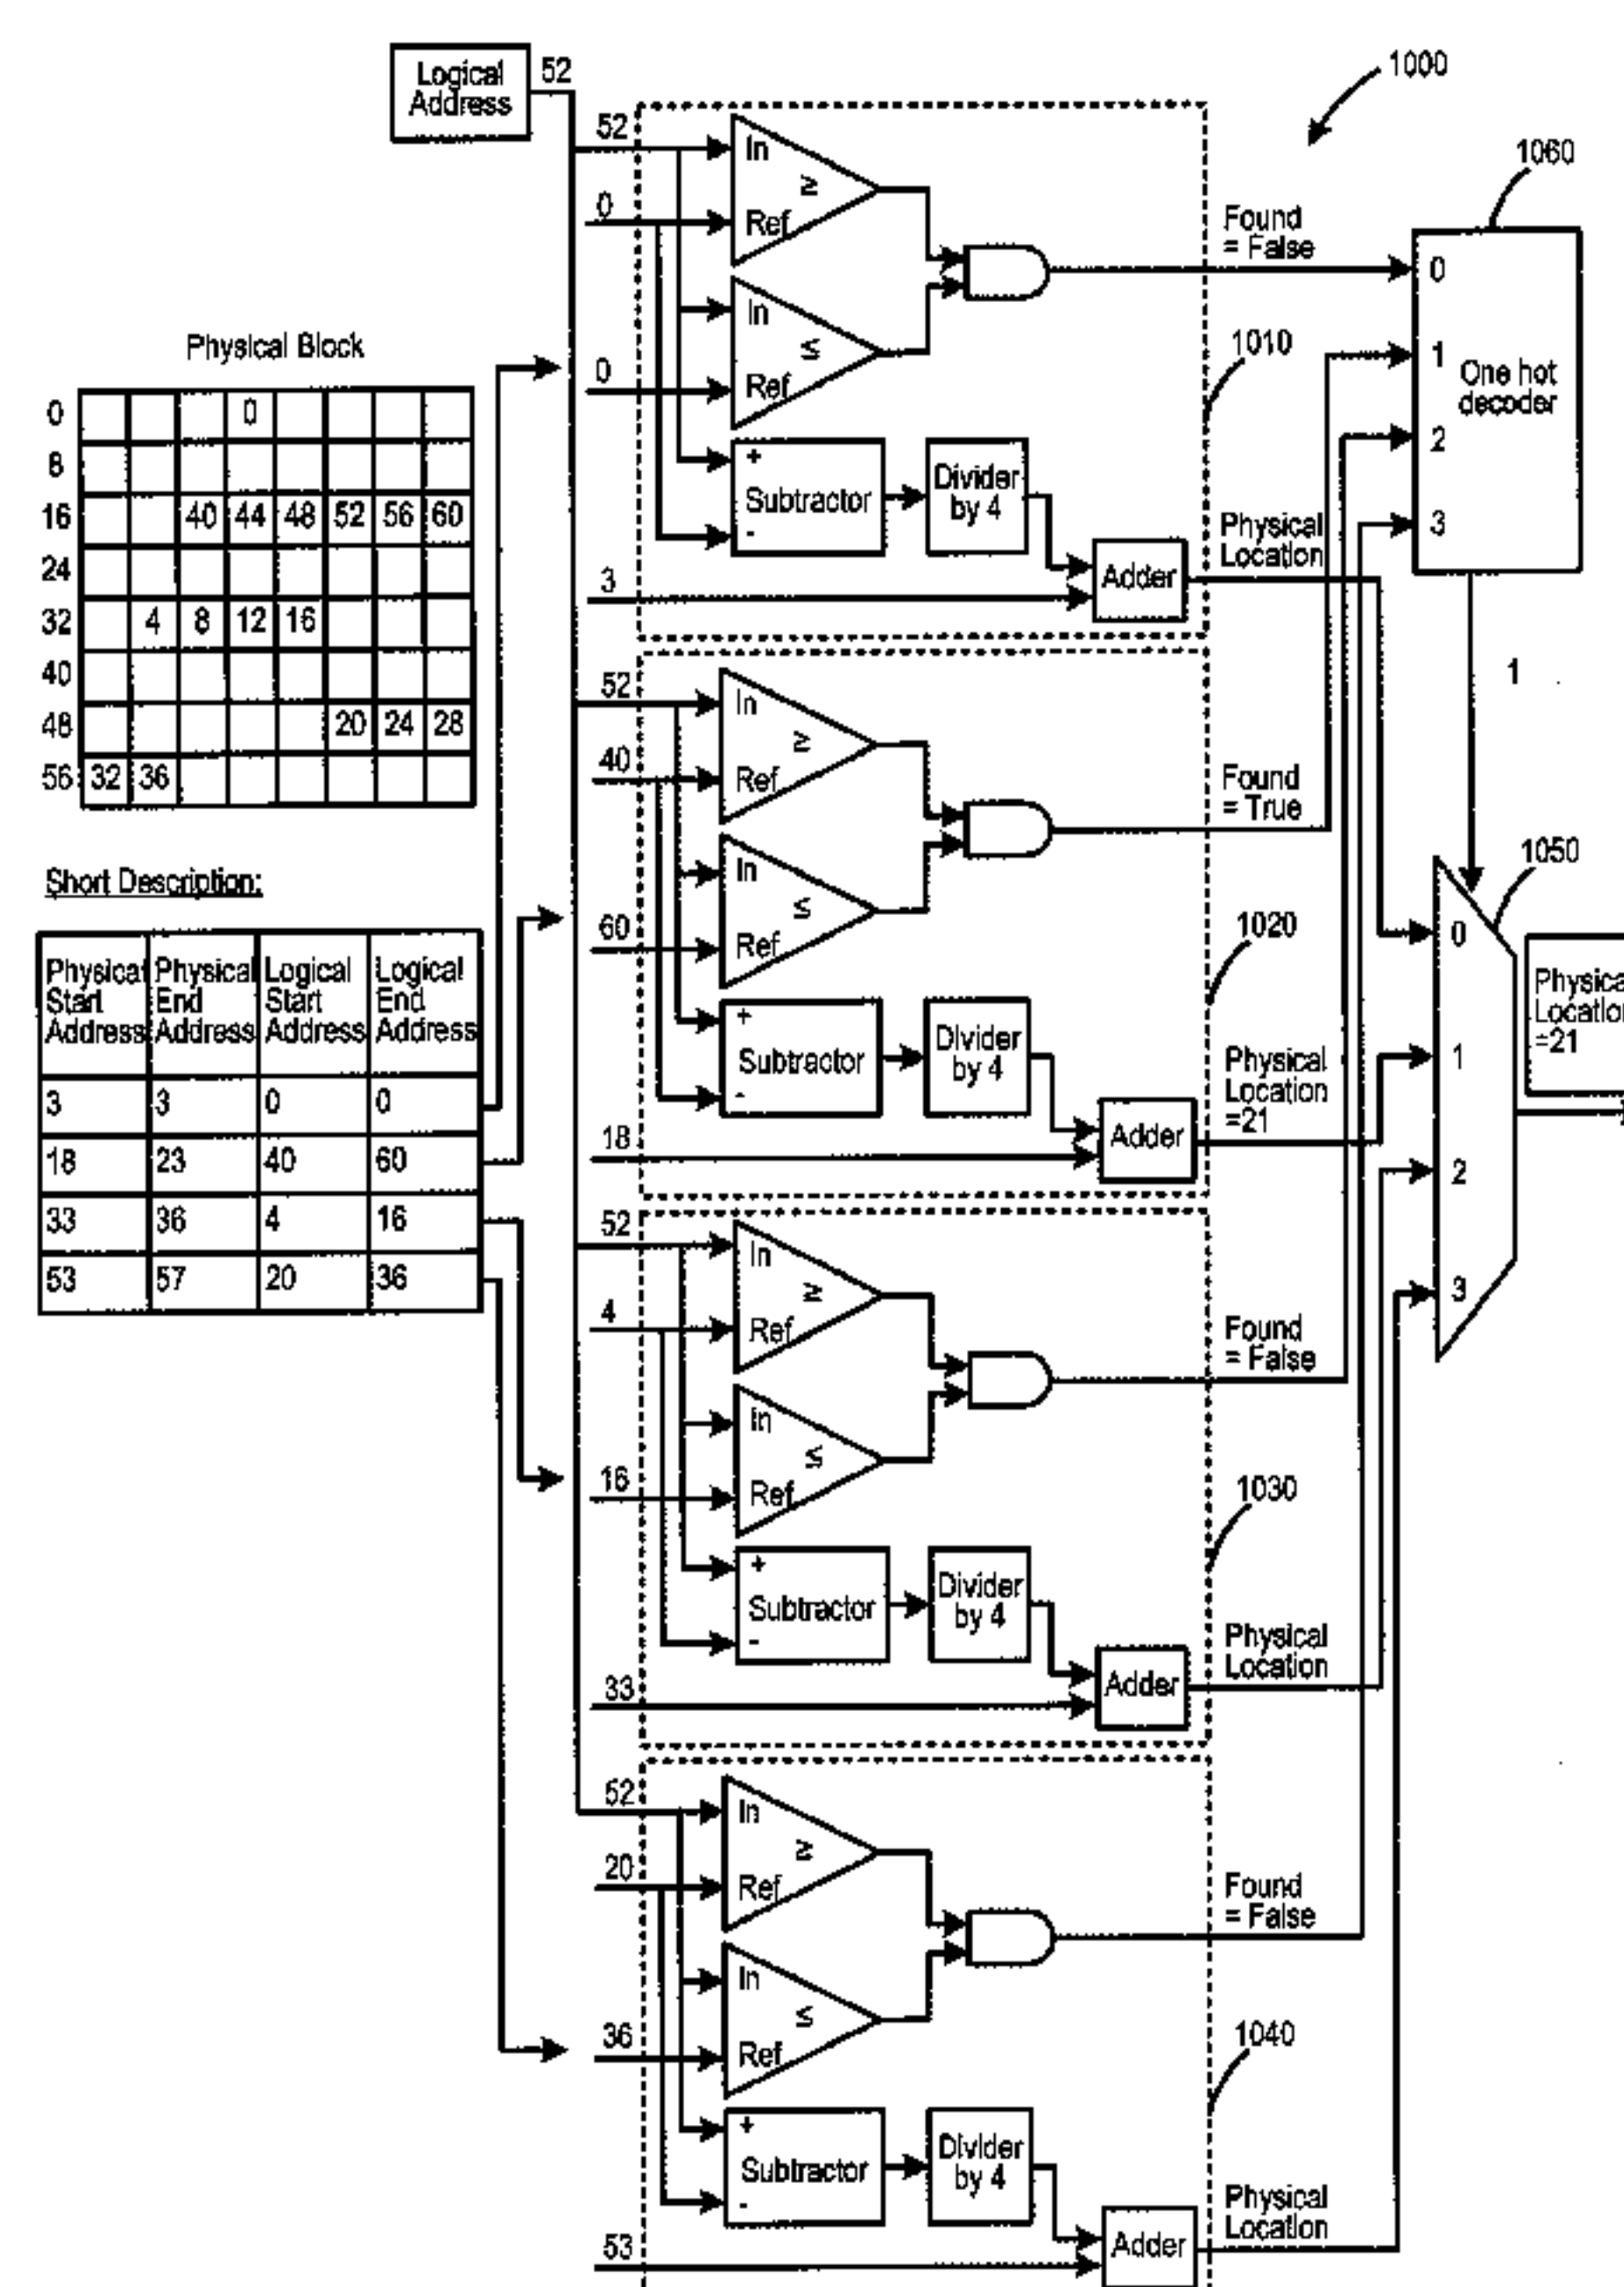 Logical
Address
52
1000
1060
52
In
≥
Ref
0
In
≤
Ref
0
+
Subtractor
-
Divider
by 4
3
Adder
Found
= False
1010
Physical
Location
0
1
2
3
One hot
decoder
1
Physical Block
0 0
8
16 40 44 48 52 56 60
24
32 4 8 12 16
40
48 20 24 28
56 32 36
Short Description:
Physical
Start
Address
Physical
End
Address
Logical
Start
Address
Logical
End
Address
3 3 0 0
18 23 40 60
33 36 4 16
53 57 20 36
52
In
≥
Ref
40
In
≤
Ref
60
+
Subtractor
-
Divider
by 4
18
Adder
Found
= True
1020
Physical
Location
=21
1050
0
1
2
3
Physical
Location
=21
52
In
≥
Ref
4
In
≤
Ref
16
+
Subtractor
-
Divider
by 4
33
Adder
Found
= False
1030
Physical
Location
52
In
≥
Ref
20
In
≤
Ref
36
+
Subtractor
-
Divider
by 4
53
Adder
Found
= False
1040
Physical
Location